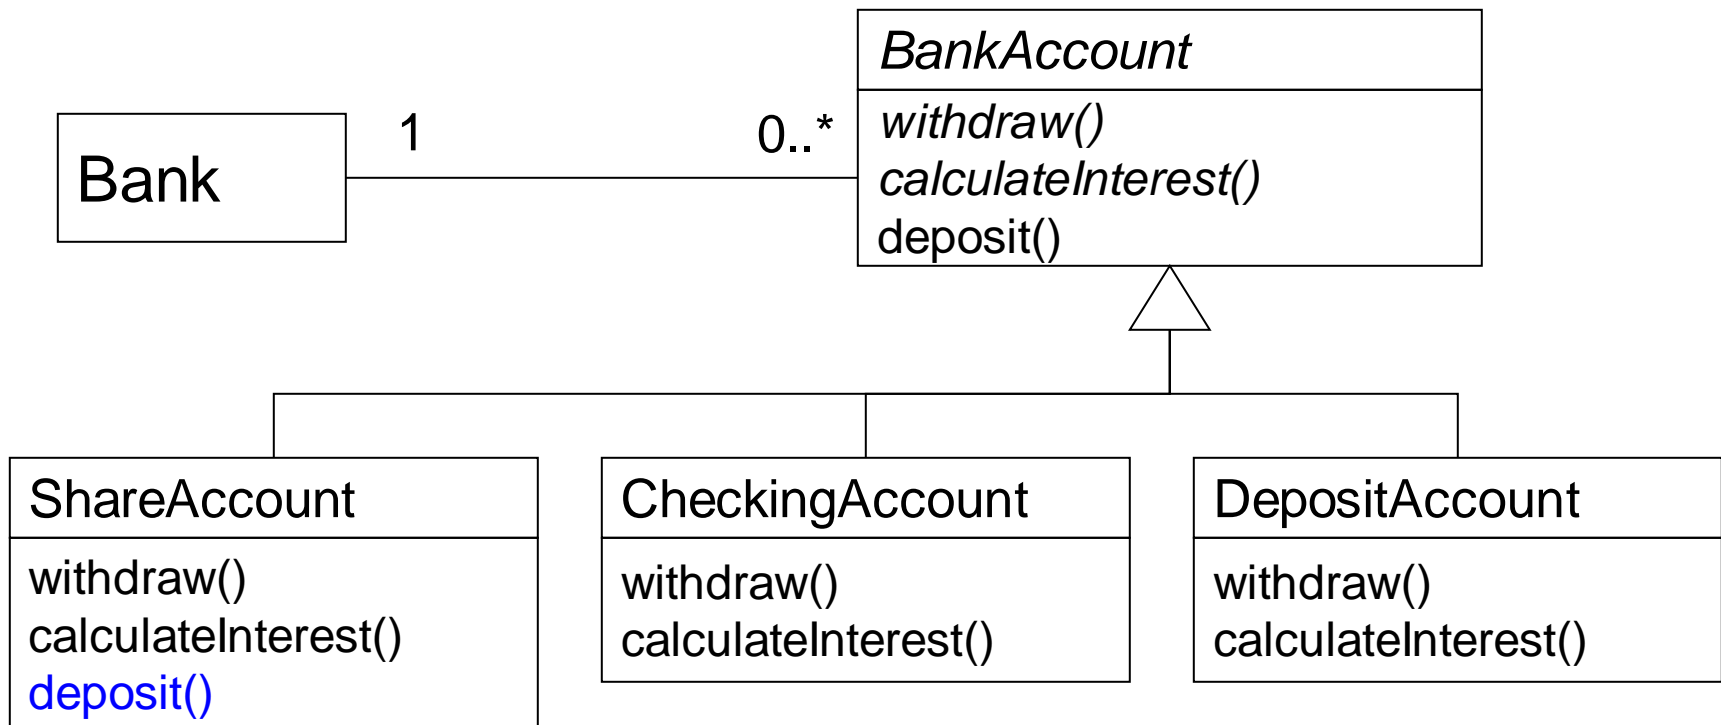 BankAccount
withdraw()
calculateInterest()
deposit()
Bank
1
0..*
ShareAccount
withdraw()
calculateInterest()
deposit()
CheckingAccount
withdraw()
calculateInterest()
DepositAccount
withdraw()
calculateInterest()